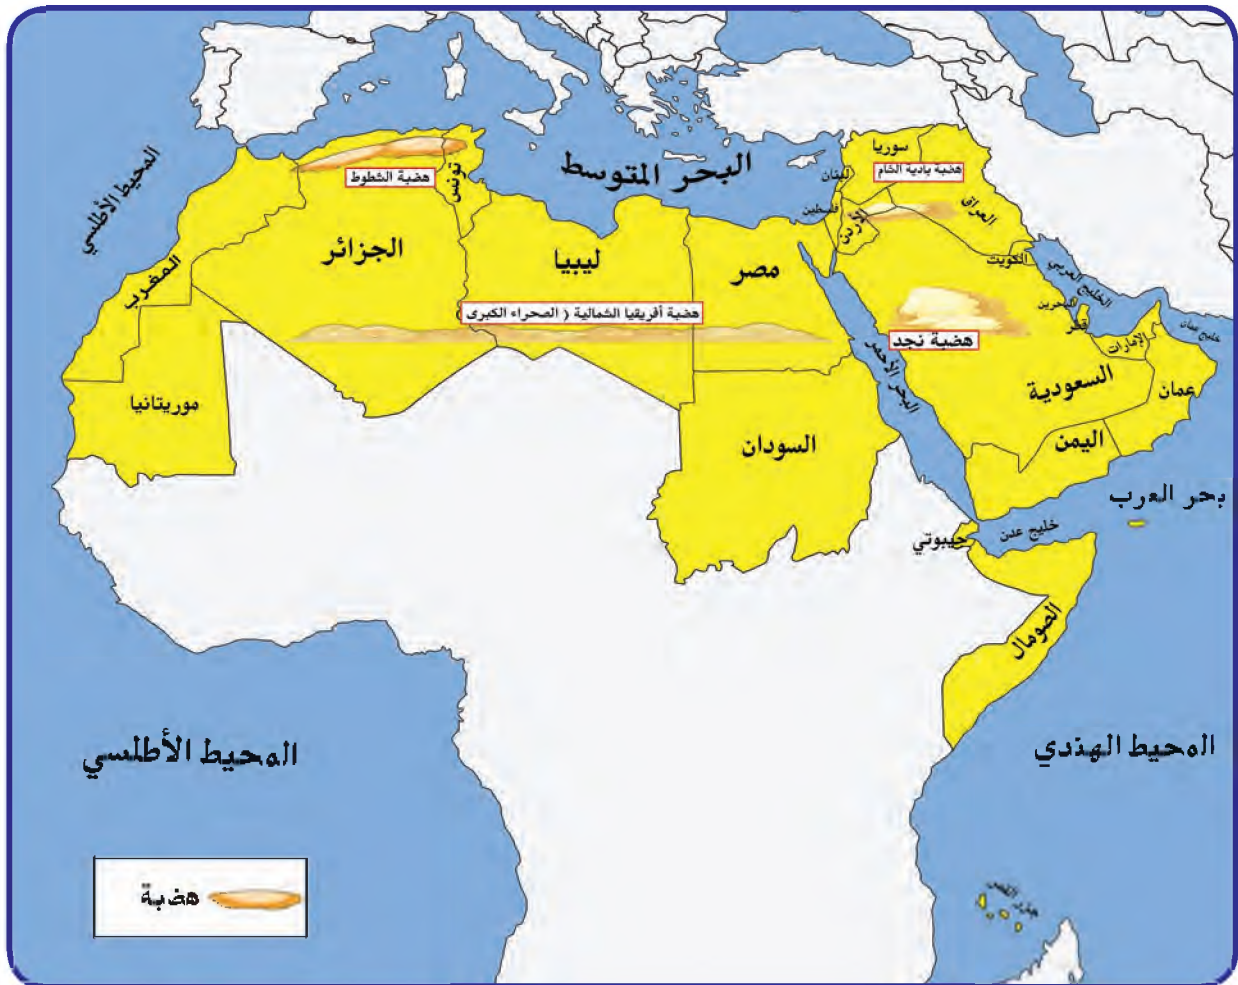 المحيط الأطلسي
البحر المتوسط
سوريا
هضبة بادية الشام
لبنان
فلسطين
الأردن
العراق
الكويت
الخليج العربي
البحرين
قطر
الإمارات
خليج عمان
هضبة الشطوط
تونس
الجزائر
ليبيا
مصر
المغرب
هضبة أفريقيا الشمالية ( الصحراء الكبرى
هضبة نجد
البحر الأحمر
السعودية
عمان
موريتانيا
السودان
اليمن
بحر العرب
خليج عدن
جيبوتي
الصومال
المحيط الهندي
المحيط الأطلسي
جزر القمر
هضبة